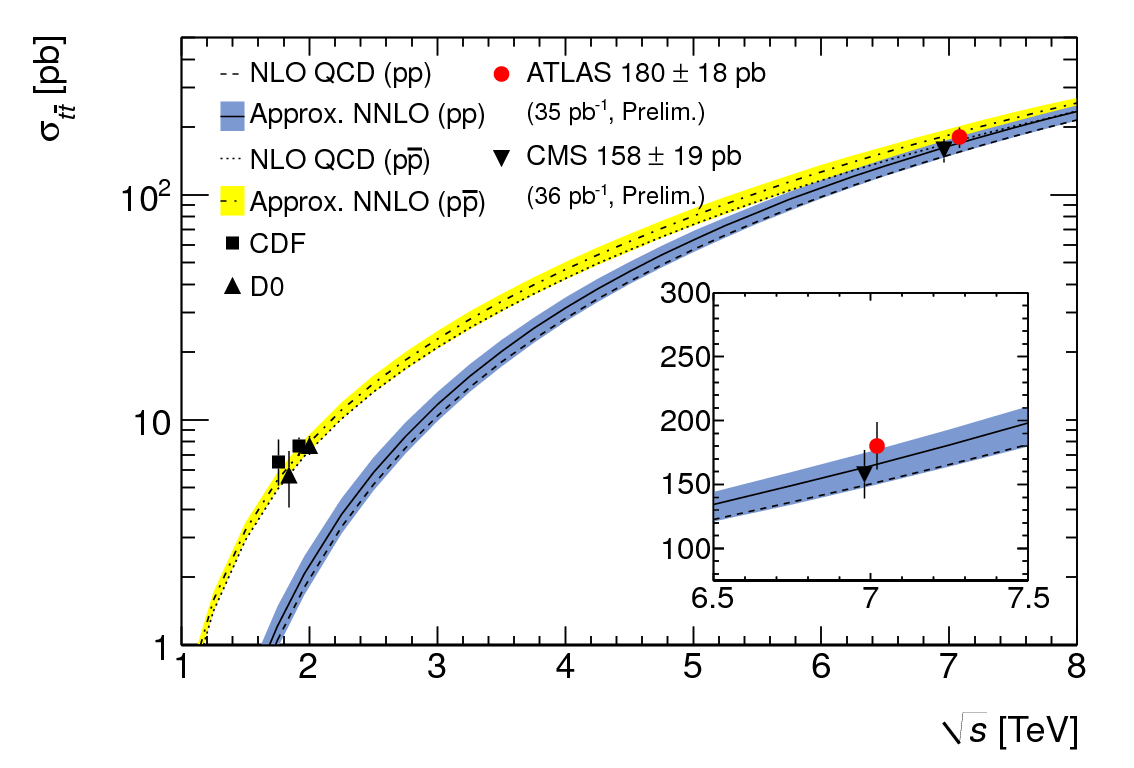 σtt̄ [pb]
NLO QCD (pp)
Approx. NNLO (pp)
NLO QCD (pp̅)
Approx. NNLO (pp̅)
CDF
D0
ATLAS 180 ± 18 pb
(35 pb⁻¹, Prelim.)
CMS 158 ± 19 pb
(36 pb⁻¹, Prelim.)
10²
10
1
300
250
200
150
100
6.5 7 7.5
1 2 3 4 5 6 7 8
√s [TeV]